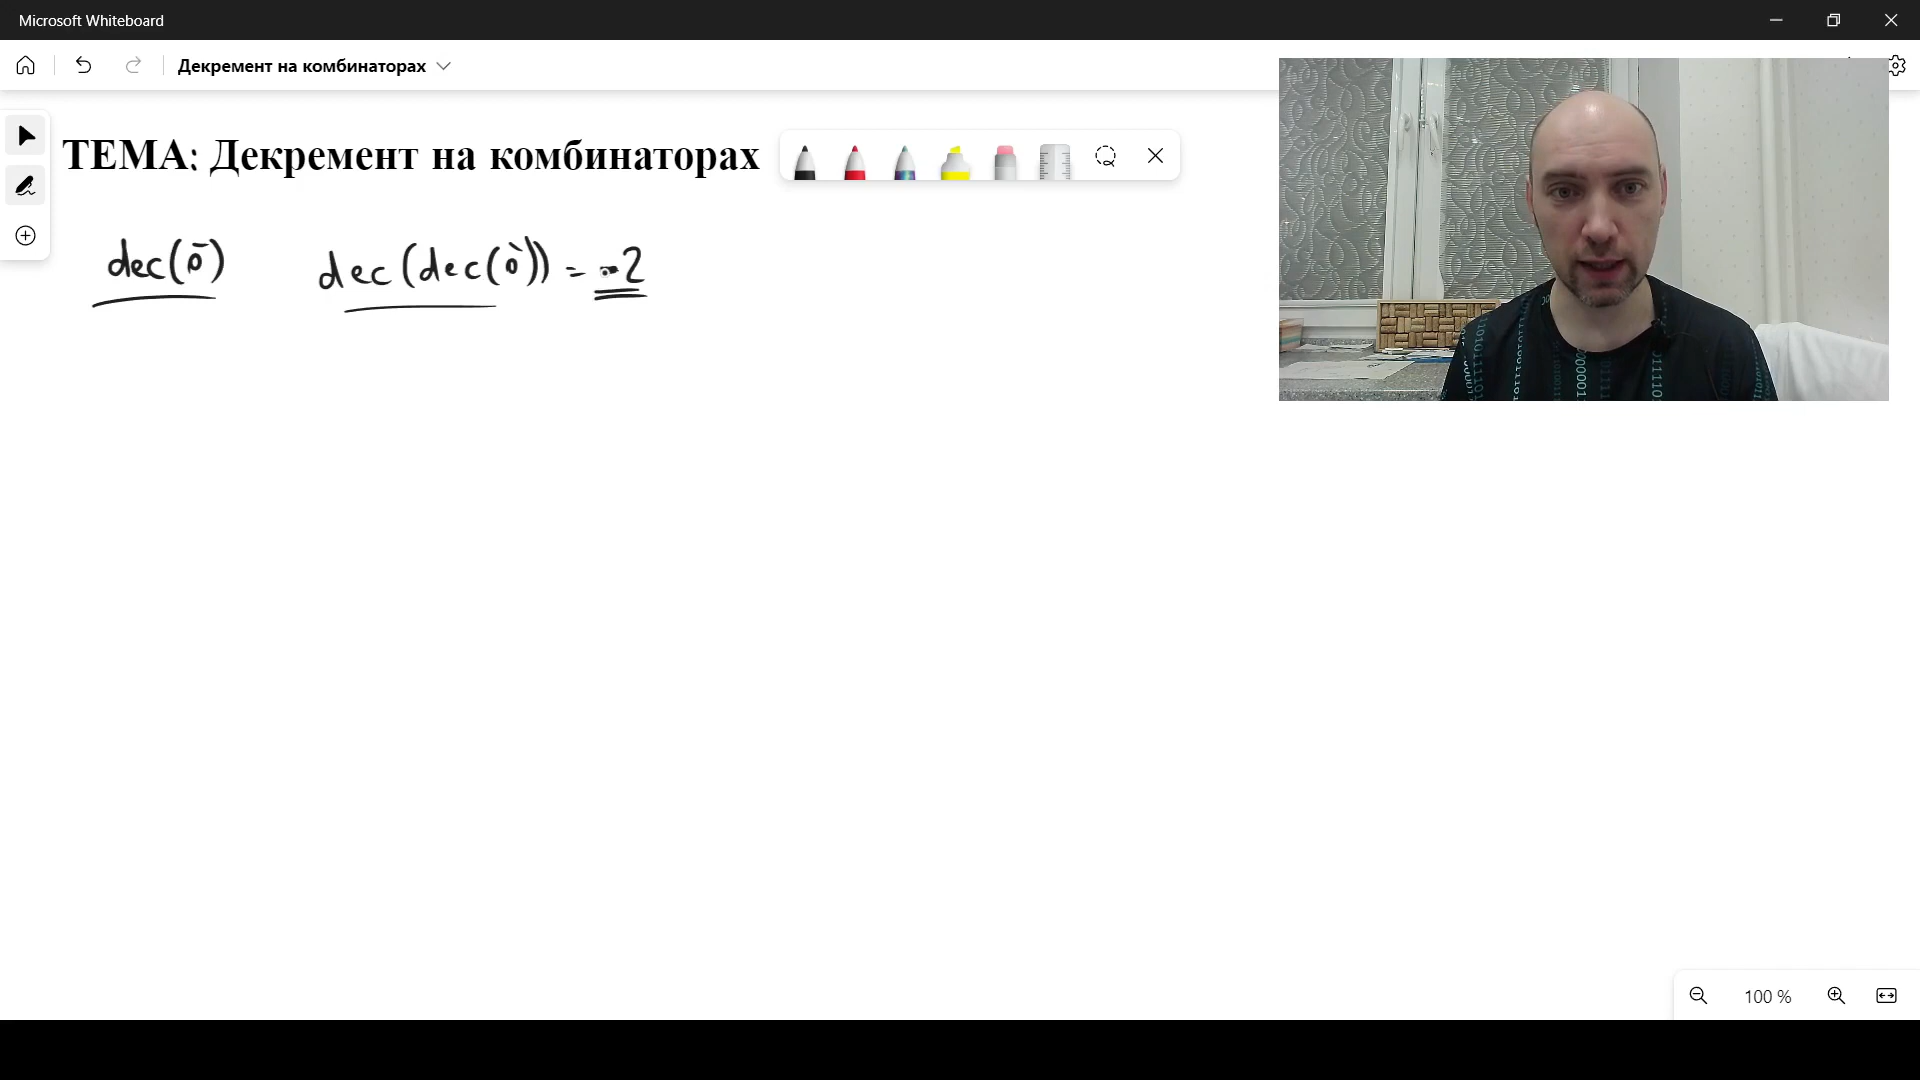 Microsoft Whiteboard
Декремент на комбинаторах
ТЕМА: Декремент на комбинаторах
dec(0̄)
dec(dec(0̀)) = -2
100 %